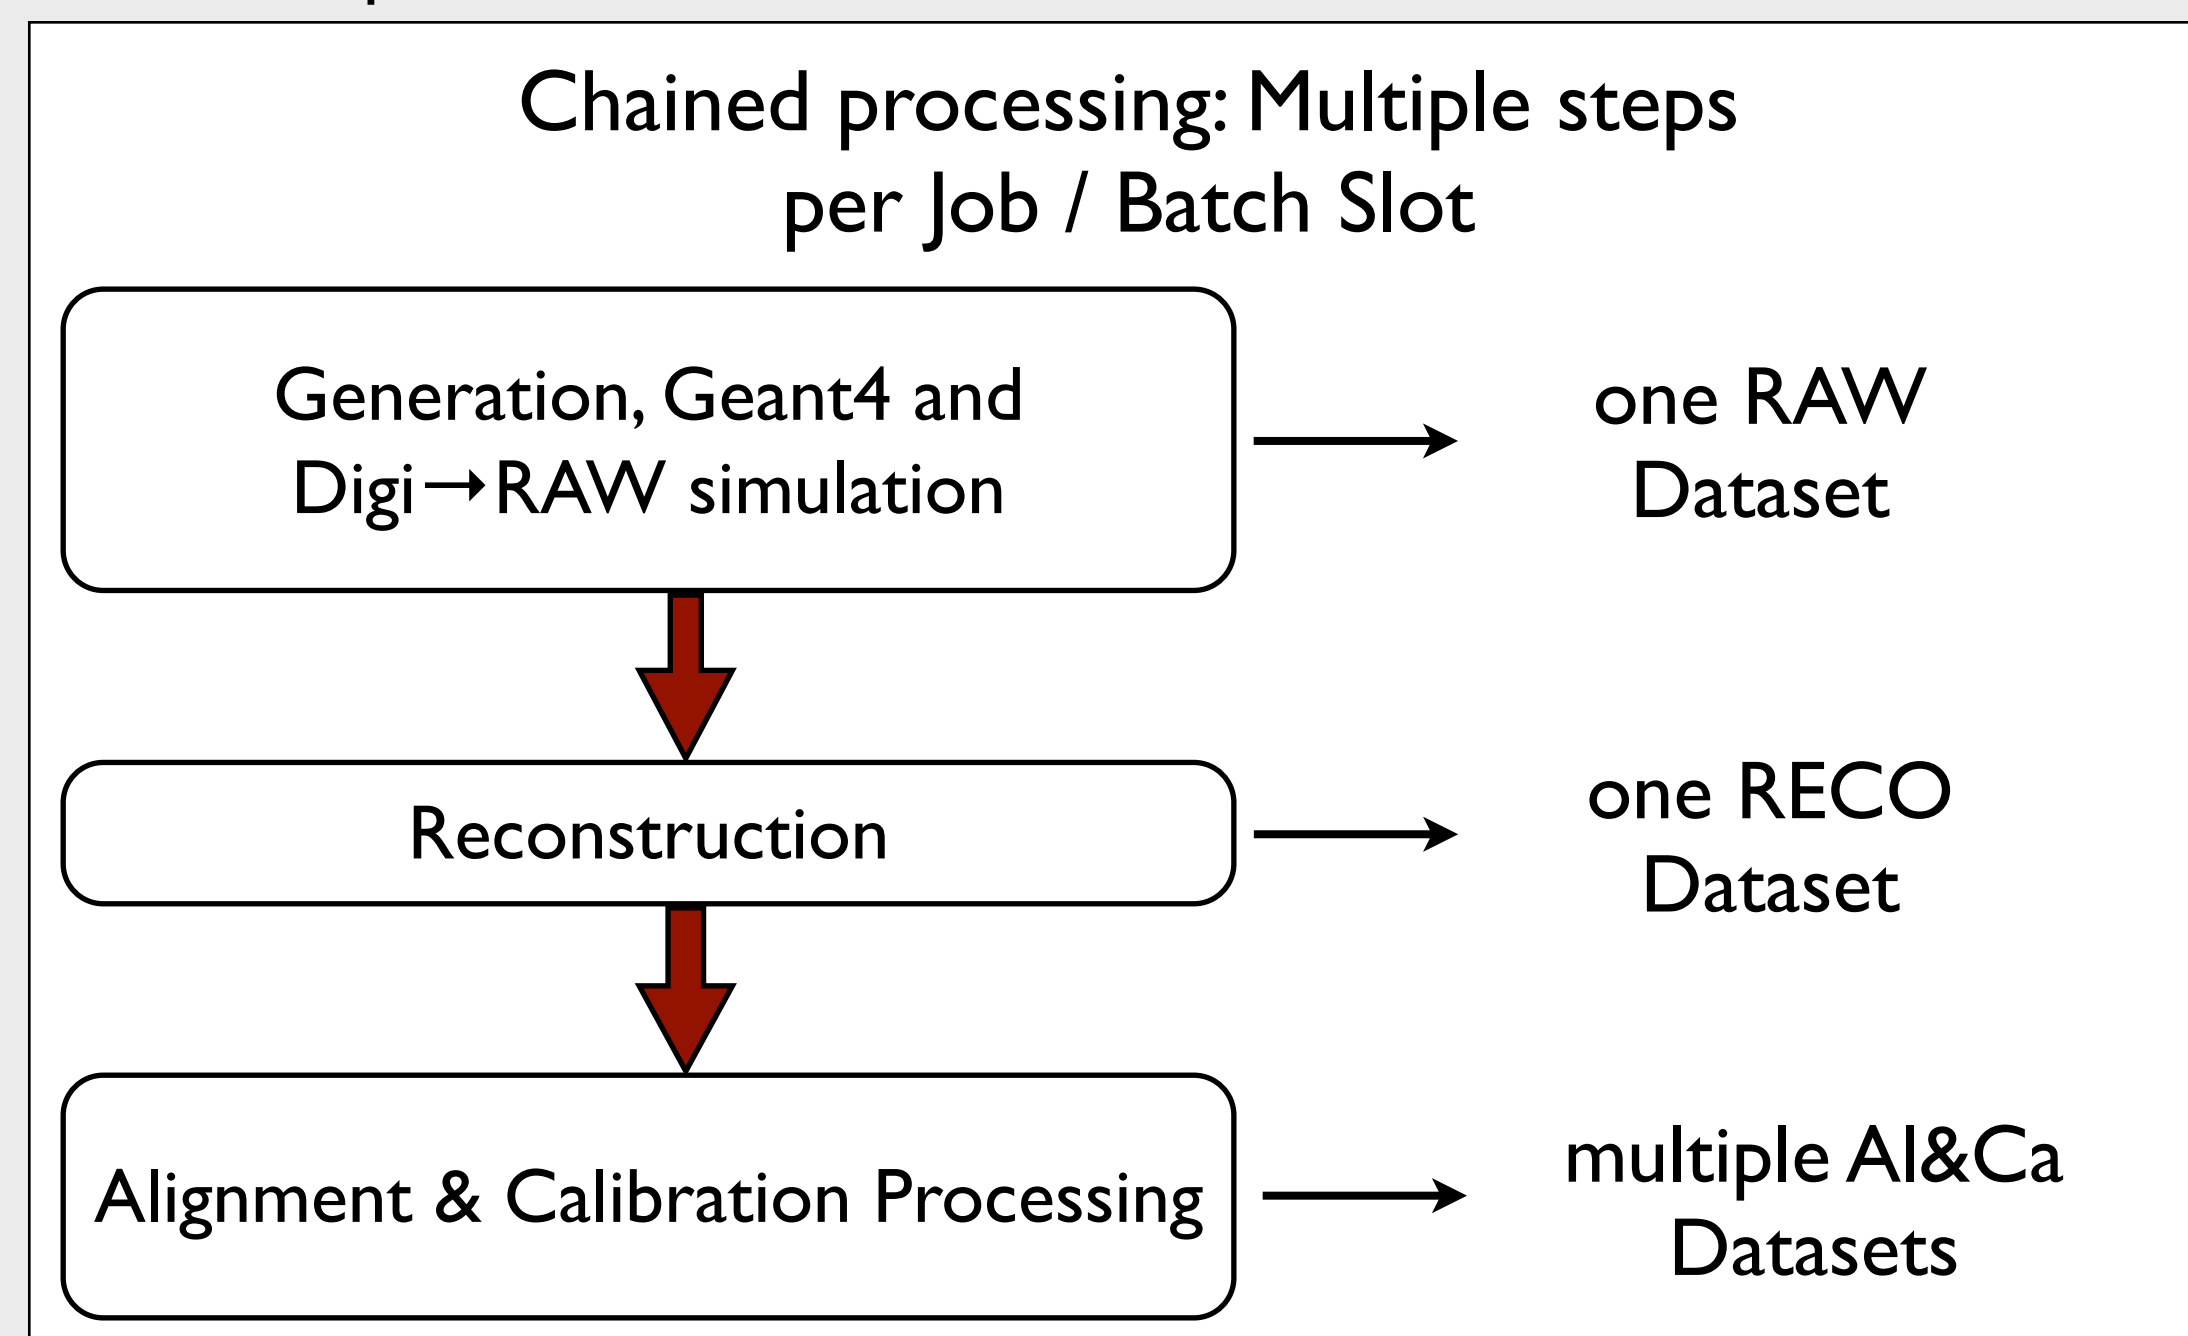 Chained processing: Multiple steps
per Job / Batch Slot
Generation, Geant4 and
Digi→RAW simulation
one RAW
Dataset
Reconstruction
one RECO
Dataset
Alignment & Calibration Processing
multiple Al&Ca
Datasets